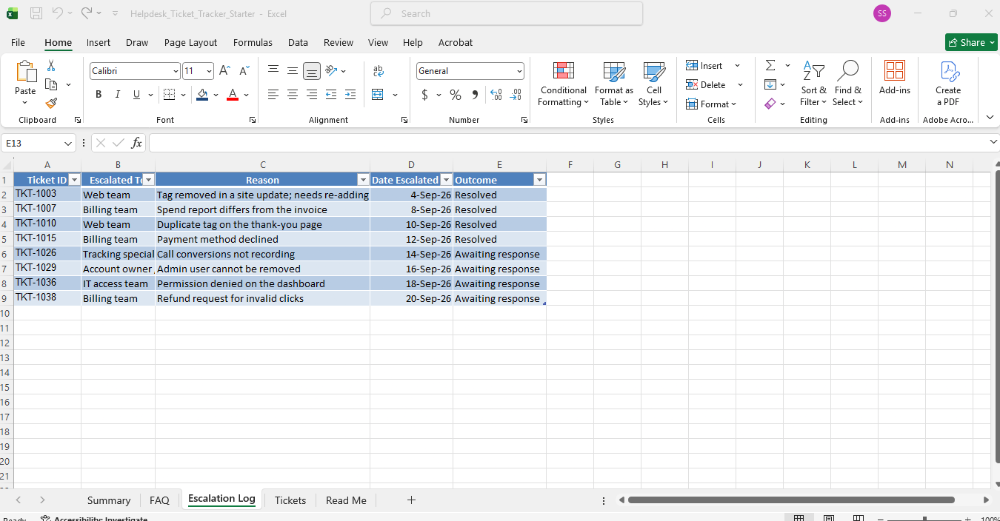 Helpdesk_Ticket_Tracker_Starter - Excel
Search
SS
File Home Insert Draw Page Layout Formulas Data Review View Help Acrobat
Share
Paste
Calibri 11
B I U
A
ab
General
$ % 9
Conditional Formatting
Format as Table
Cell Styles
Insert
Delete
Format
Sort & Filter
Find & Select
Add-ins
Create a PDF
Clipboard Font Alignment Number Styles Cells Editing Add-ins Adobe Acro...
E13 fx
A B C D E F G H I J K L M N
1 Ticket ID Escalated To Reason Date Escalated Outcome
2 TKT-1003 Web team Tag removed in a site update; needs re-adding 4-Sep-26 Resolved
3 TKT-1007 Billing team Spend report differs from the invoice 8-Sep-26 Resolved
4 TKT-1010 Web team Duplicate tag on the thank-you page 10-Sep-26 Resolved
5 TKT-1015 Billing team Payment method declined 12-Sep-26 Resolved
6 TKT-1026 Tracking special Call conversions not recording 14-Sep-26 Awaiting response
7 TKT-1029 Account owner Admin user cannot be removed 16-Sep-26 Awaiting response
8 TKT-1036 IT access team Permission denied on the dashboard 18-Sep-26 Awaiting response
9 TKT-1038 Billing team Refund request for invalid clicks 20-Sep-26 Awaiting response
10
11
12
13
14
15
16
17
18
19
20
21
Summary FAQ Escalation Log Tickets Read Me
Ready Accessibility: Investigate 100%